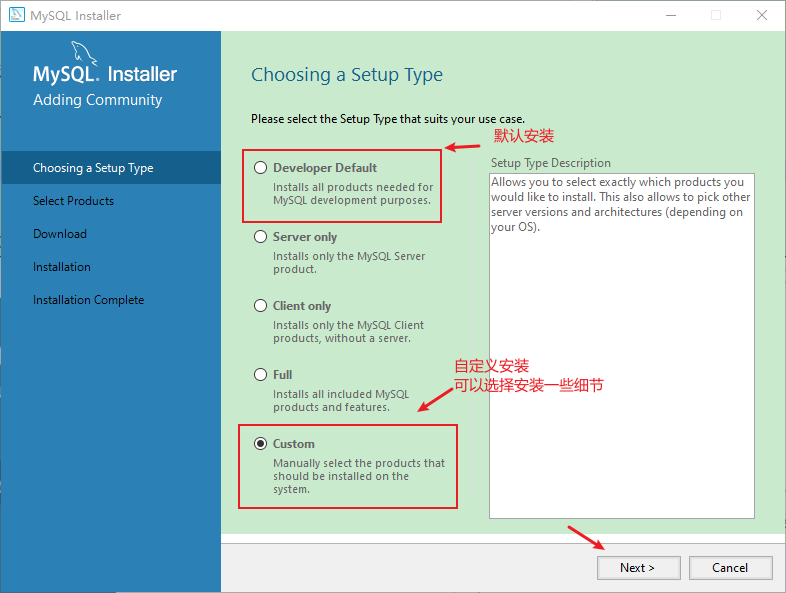 MySQL Installer
MySQL. Installer
Adding Community
Choosing a Setup Type
Select Products
Download
Installation
Installation Complete
Choosing a Setup Type
Please select the Setup Type that suits your use case.
默认安装
Developer Default
Installs all products needed for
MySQL development purposes.
Server only
Installs only the MySQL Server
product.
Client only
Installs only the MySQL Client
products, without a server.
Full
Installs all included MySQL
products and features.
自定义安装
可以选择安装一些细节
Custom
Manually select the products that
should be installed on the
system.
Setup Type Description
Allows you to select exactly which products you
would like to install. This also allows to pick other
server versions and architectures (depending on
your OS).
Next >
Cancel